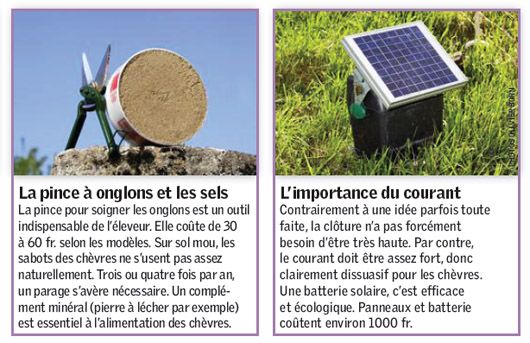 La pince à onglons et les sels
La pince pour soigner les onglons est un outil
indispensable de l'éleveur. Elle coûte de 30
à 60 fr. selon les modèles. Sur sol mou, les
sabots des chèvres ne s'usent pas assez
naturellement. Trois ou quatre fois par an,
un parage s'avère nécessaire. Un complé-
ment minéral (pierre à lécher par exemple)
est essentiel à l'alimentation des chèvres.
L'importance du courant
Contrairement à une idée parfois toute
faite, la clôture n'a pas forcément
besoin d'être très haute. Par contre,
le courant doit être assez fort, donc
clairement dissuasif pour les chèvres.
Une batterie solaire, c'est efficace
et écologique. Panneaux et batterie
coûtent environ 1000 fr.